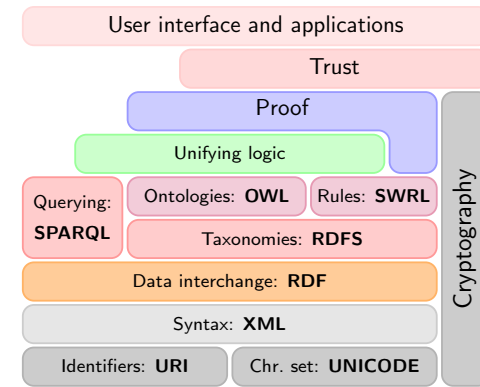 User interface and applications
Trust
Proof
Unifying logic
Querying:
SPARQL
Ontologies: OWL
Rules: SWRL
Taxonomies: RDFS
Data interchange: RDF
Syntax: XML
Identifiers: URI
Chr. set: UNICODE
Cryptography